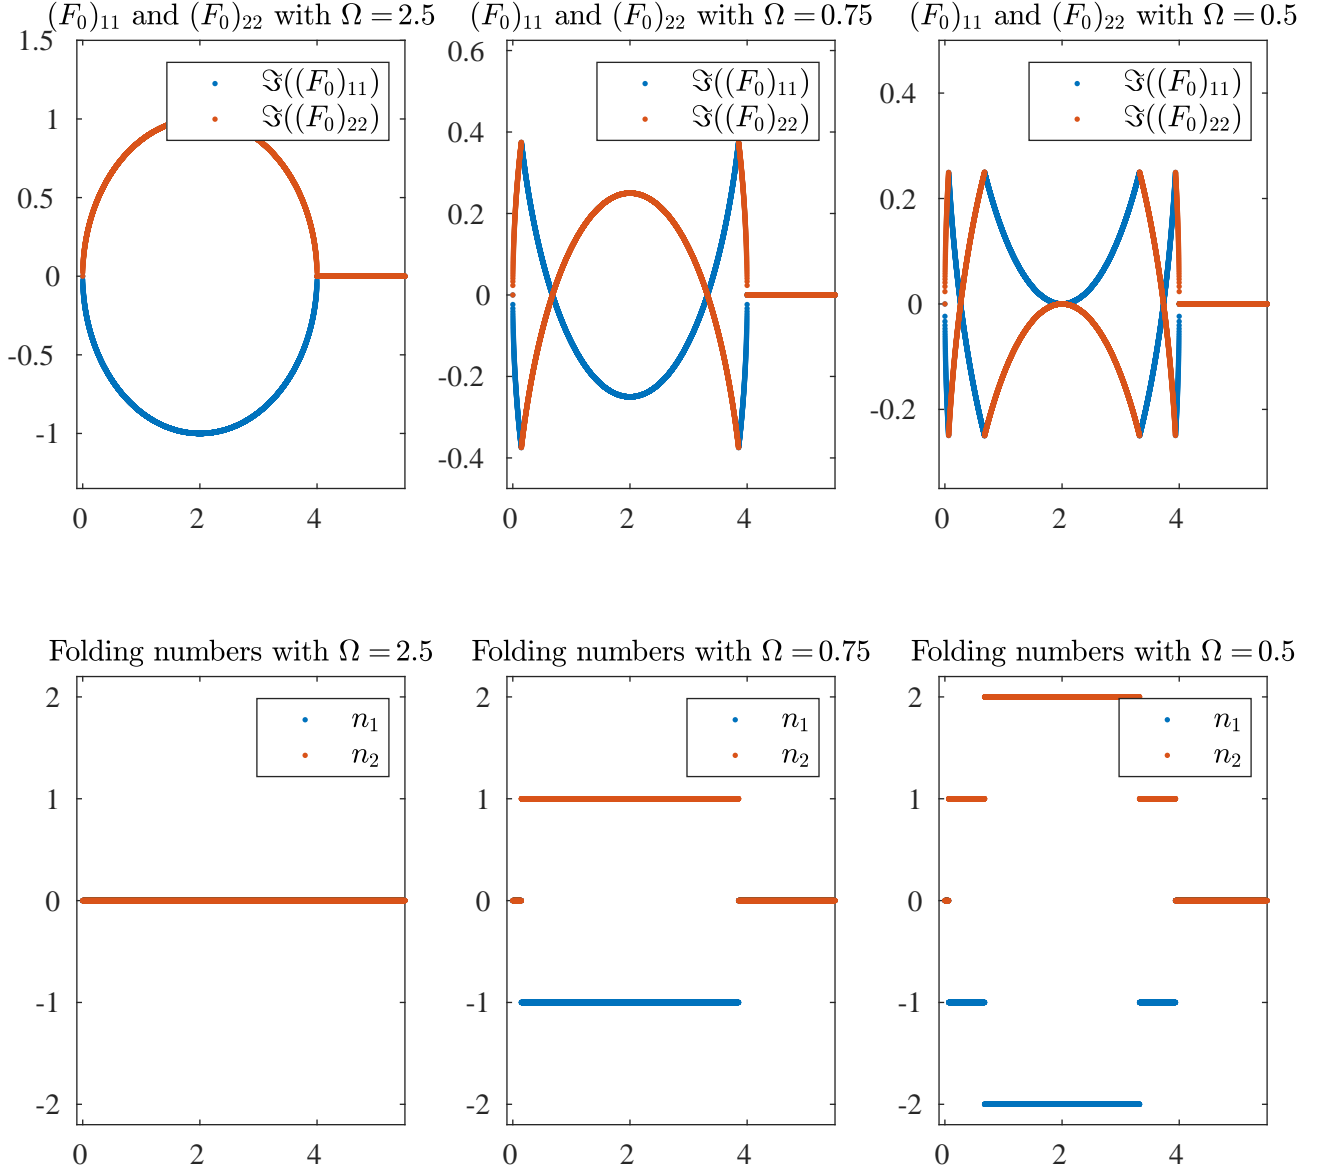 (F₀)₁₁ and (F₀)₂₂ with Ω = 2.5
1.5
1
0.5
0
-0.5
-1
0 2 4
ℑ((F₀)₁₁)
ℑ((F₀)₂₂)
(F₀)₁₁ and (F₀)₂₂ with Ω = 0.75
0.6
0.4
0.2
0
-0.2
-0.4
0 2 4
ℑ((F₀)₁₁)
ℑ((F₀)₂₂)
(F₀)₁₁ and (F₀)₂₂ with Ω = 0.5
0.4
0.2
0
-0.2
0 2 4
ℑ((F₀)₁₁)
ℑ((F₀)₂₂)
Folding numbers with Ω = 2.5
2
1
0
-1
-2
0 2 4
n₁
n₂
Folding numbers with Ω = 0.75
2
1
0
-1
-2
0 2 4
n₁
n₂
Folding numbers with Ω = 0.5
2
1
0
-1
-2
0 2 4
n₁
n₂